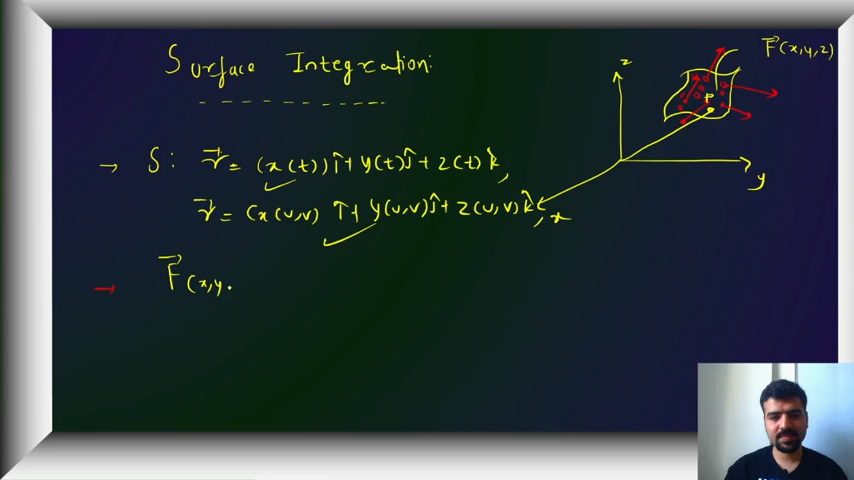 Surface Integration:
F⃗(x,y,z)
z
P
y
x
→ S: r⃗ = (x(t))î + y(t)ĵ + z(t)k̂,
r⃗ = (x(u,v) î + y(u,v)ĵ + z(u,v)k̂,
→ F⃗(x,y.